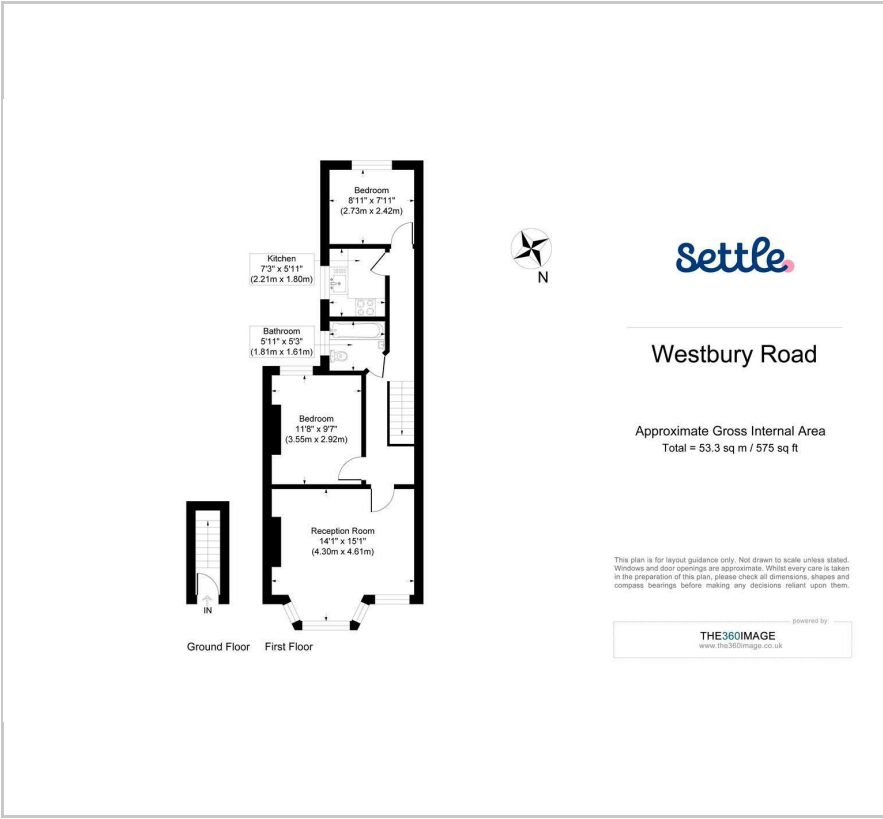 Bedroom
8'11" x 7'11"
(2.73m x 2.42m)
Kitchen
7'3" x 5'11"
(2.21m x 1.80m)
Bathroom
5'11" x 5'3"
(1.81m x 1.61m)
Bedroom
11'8" x 9'7"
(3.55m x 2.92m)
Reception Room
14'1" x 15'1"
(4.30m x 4.61m)
IN
Ground Floor
First Floor
N
settle
Westbury Road
Approximate Gross Internal Area
Total = 53.3 sq m / 575 sq ft
This plan is for layout guidance only. Not drawn to scale unless stated.
Windows and door openings are approximate. Whilst every care is taken
in the preparation of this plan, please check all dimensions, shapes and
compass bearings before making any decisions reliant upon them.
powered by:
THE360IMAGE
www.the360image.co.uk